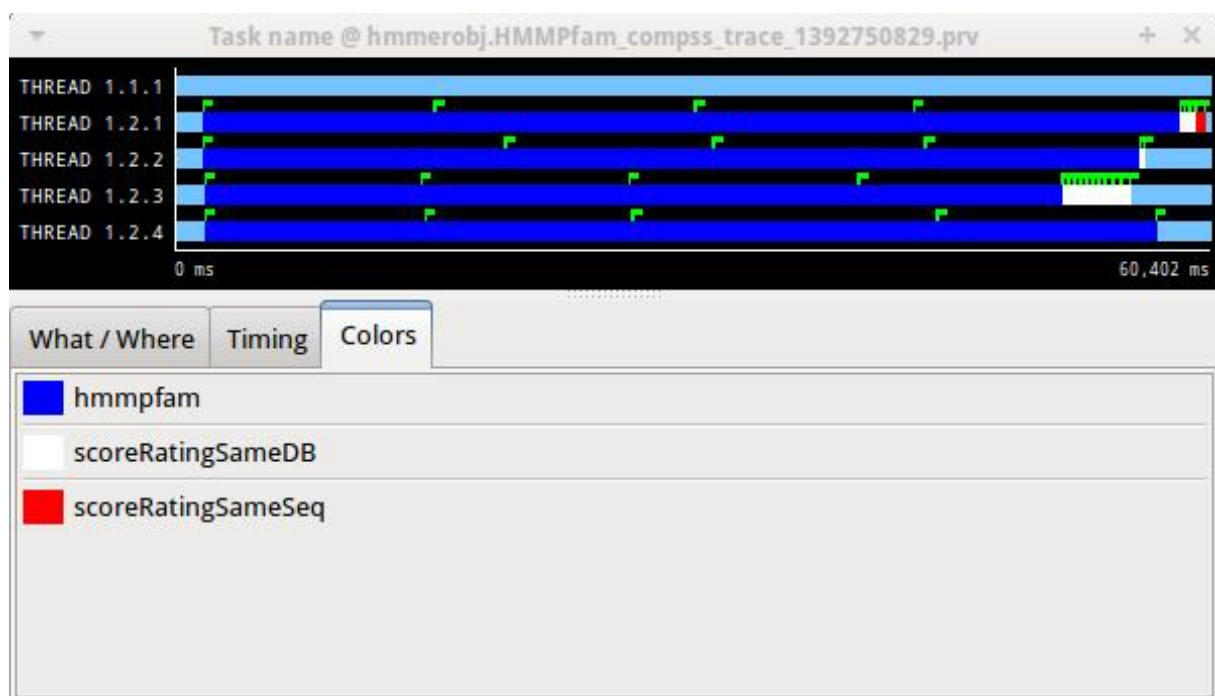 Task name @ hmmerobj.HMMPfam_compss_trace_1392750829.prv
THREAD 1.1.1
THREAD 1.2.1
THREAD 1.2.2
THREAD 1.2.3
THREAD 1.2.4
0 ms 60,402 ms
What / Where Timing Colors
hmmpfam
scoreRatingSameDB
scoreRatingSameSeq